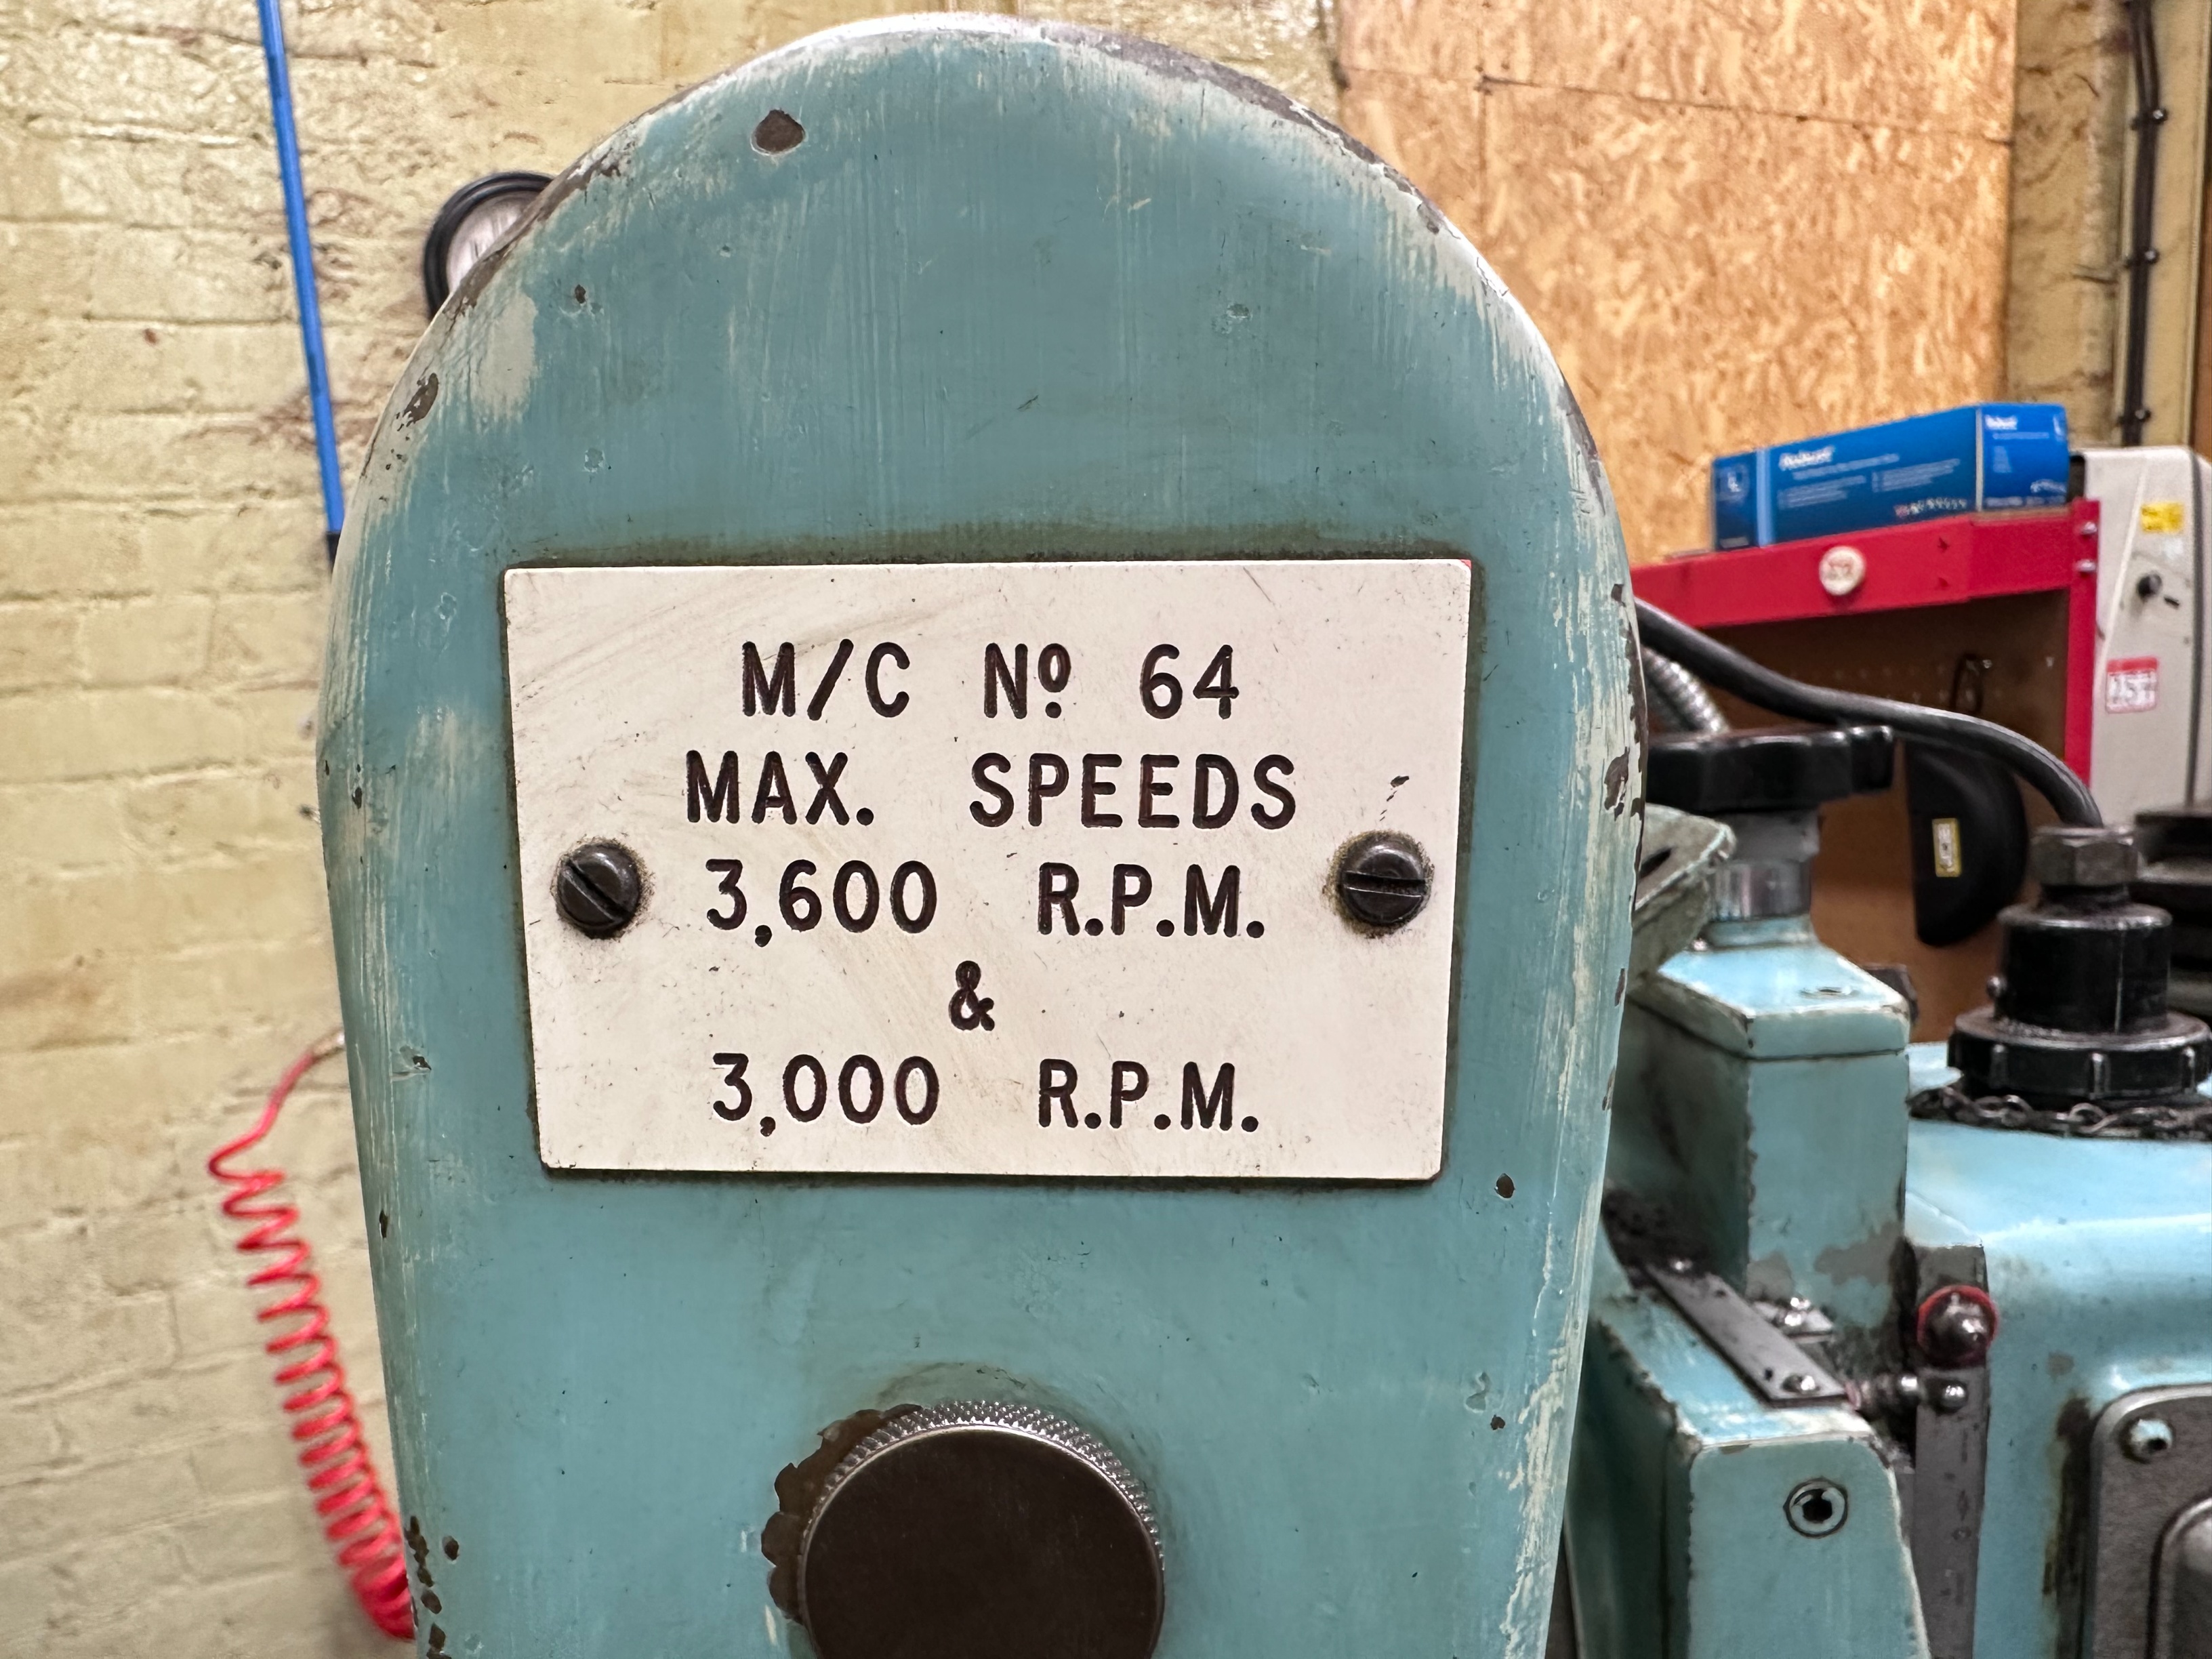 M/C Nº 64
MAX. SPEEDS
3,600 R.P.M.
&
3,000 R.P.M.